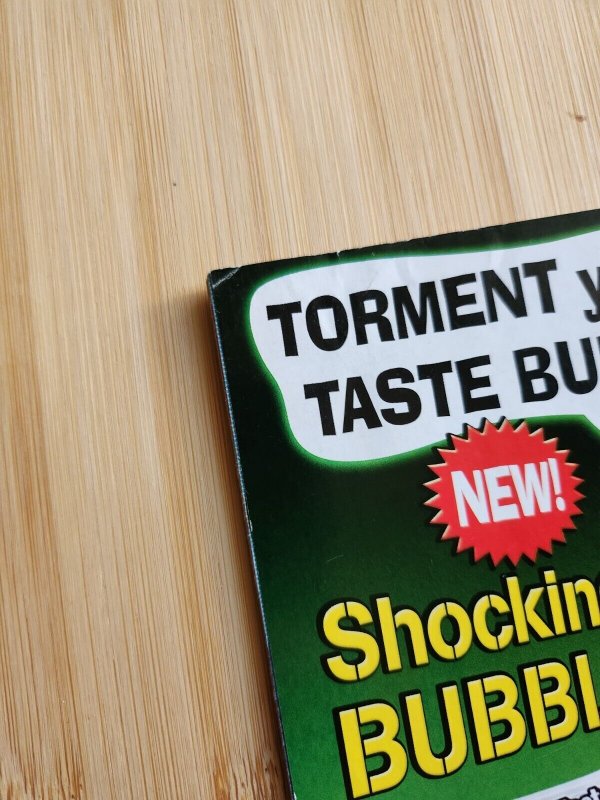 TORMENT y
TASTE BU
NEW!
Shockin
BUBBL